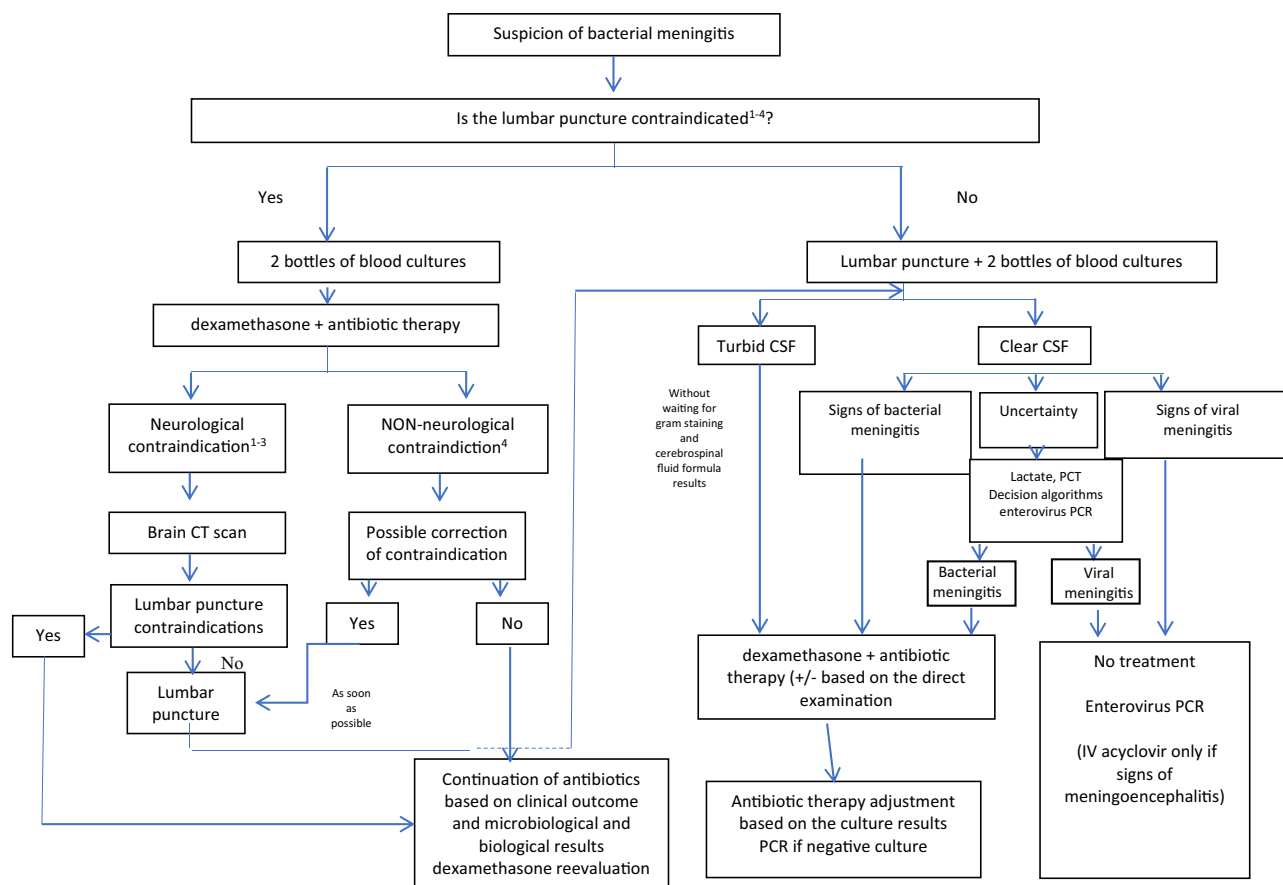 Suspicion of bacterial meningitis
Is the lumbar puncture contraindicated1-4?
Yes
No
2 bottles of blood cultures
Lumbar puncture + 2 bottles of blood cultures
dexamethasone + antibiotic therapy
Turbid CSF
Clear CSF
Neurological
contraindication1-3
NON-neurological
contraindiction4
Without
waiting for
gram staining
and
cerebrospinal
fluid formula
results
Signs of bacterial
meningitis
Uncertainty
Signs of viral
meningitis
Lactate, PCT
Decision algorithms
enterovirus PCR
Brain CT scan
Possible correction
of contraindication
Bacterial
meningitis
Viral
meningitis
Lumbar puncture
contraindications
Yes
Yes
No
No
Lumbar
puncture
As soon
as
possible
dexamethasone + antibiotic
therapy (+/- based on the direct
examination
No treatment
Enterovirus PCR
(IV acyclovir only if
signs of
meningoencephalitis)
Continuation of antibiotics
based on clinical outcome
and microbiological and
biological results
dexamethasone reevaluation
Antibiotic therapy adjustment
based on the culture results
PCR if negative culture